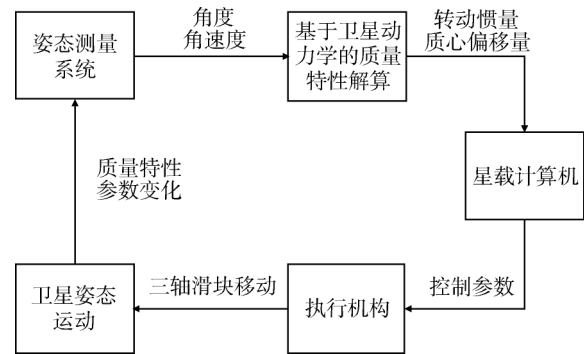 姿态测量
系统
角度
角速度
基于卫星动
力学的质量
特性解算
转动惯量
质心偏移量
星载计算机
质量特性
参数变化
卫星姿态
运动
三轴滑块移动
执行机构
控制参数